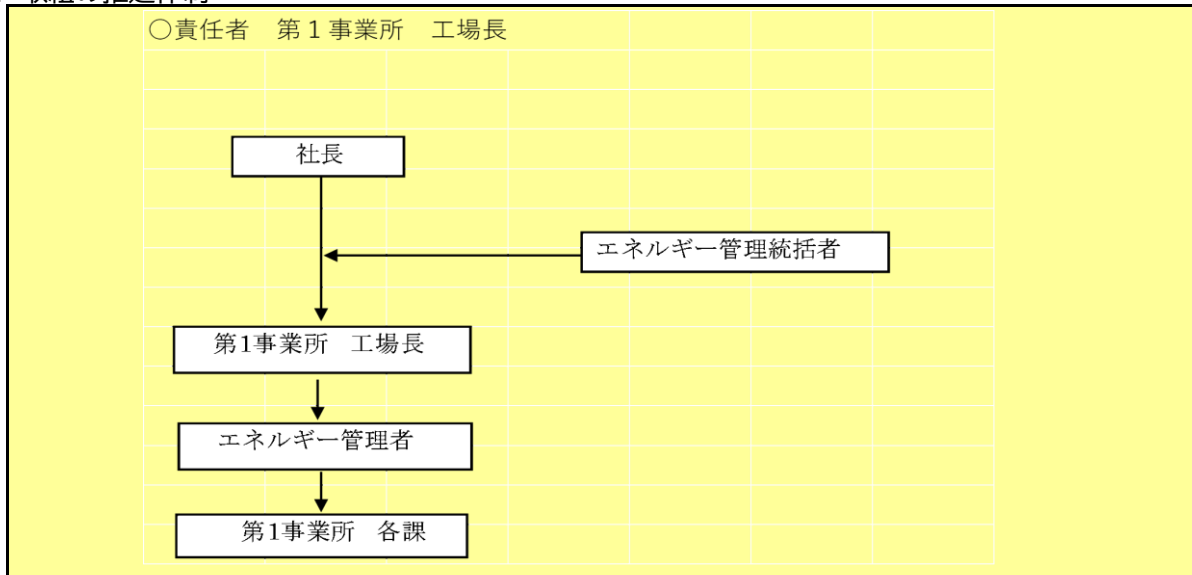 ○責任者　第１事業所　工場長
社長
エネルギー管理統括者
第1事業所　工場長
エネルギー管理者
第1事業所　各課